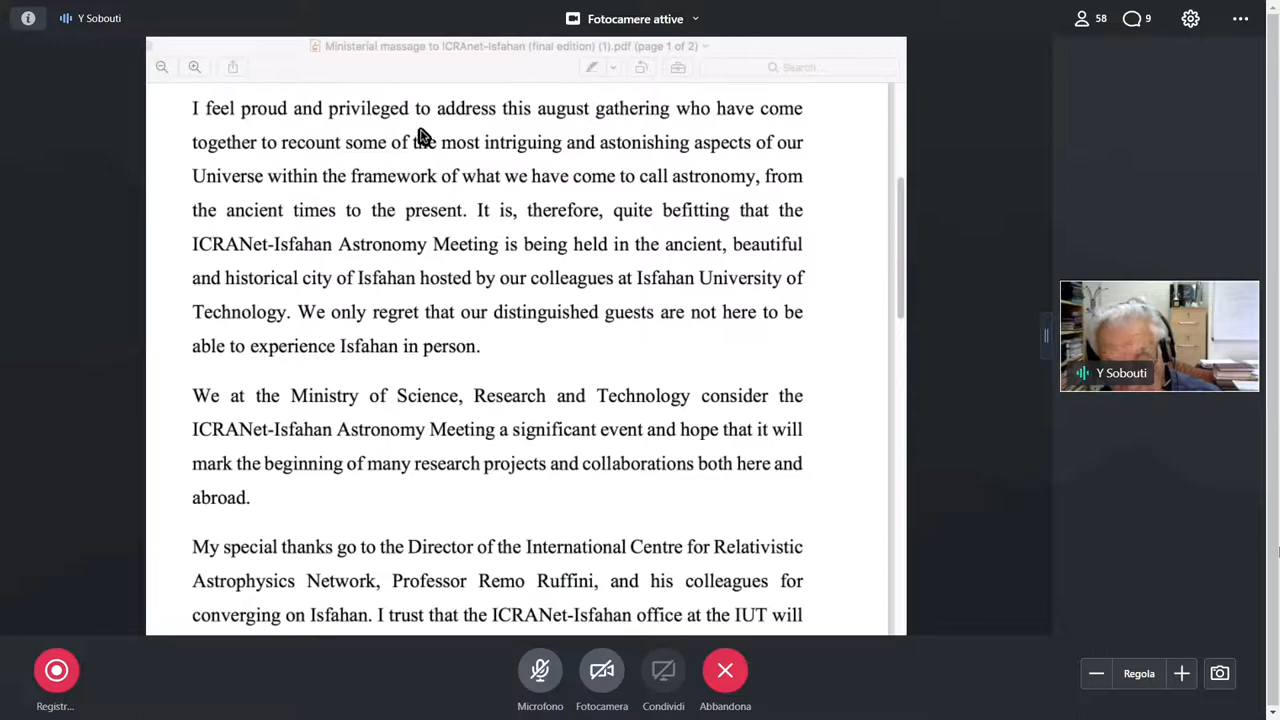 Y Sobouti
Fotocamere attive
58
9
Ministerial massage to ICRAnet-Isfahan (final edition) (1).pdf (page 1 of 2)
Search...
I feel proud and privileged to address this august gathering who have come
together to recount some of the most intriguing and astonishing aspects of our
Universe within the framework of what we have come to call astronomy, from
the ancient times to the present. It is, therefore, quite befitting that the
ICRANet-Isfahan Astronomy Meeting is being held in the ancient, beautiful
and historical city of Isfahan hosted by our colleagues at Isfahan University of
Technology. We only regret that our distinguished guests are not here to be
able to experience Isfahan in person.
We at the Ministry of Science, Research and Technology consider the
ICRANet-Isfahan Astronomy Meeting a significant event and hope that it will
mark the beginning of many research projects and collaborations both here and
abroad.
My special thanks go to the Director of the International Centre for Relativistic
Astrophysics Network, Professor Remo Ruffini, and his colleagues for
converging on Isfahan. I trust that the ICRANet-Isfahan office at the IUT will
Y Sobouti
Registr...
Microfono
Fotocamera
Condividi
Abbandona
Regola